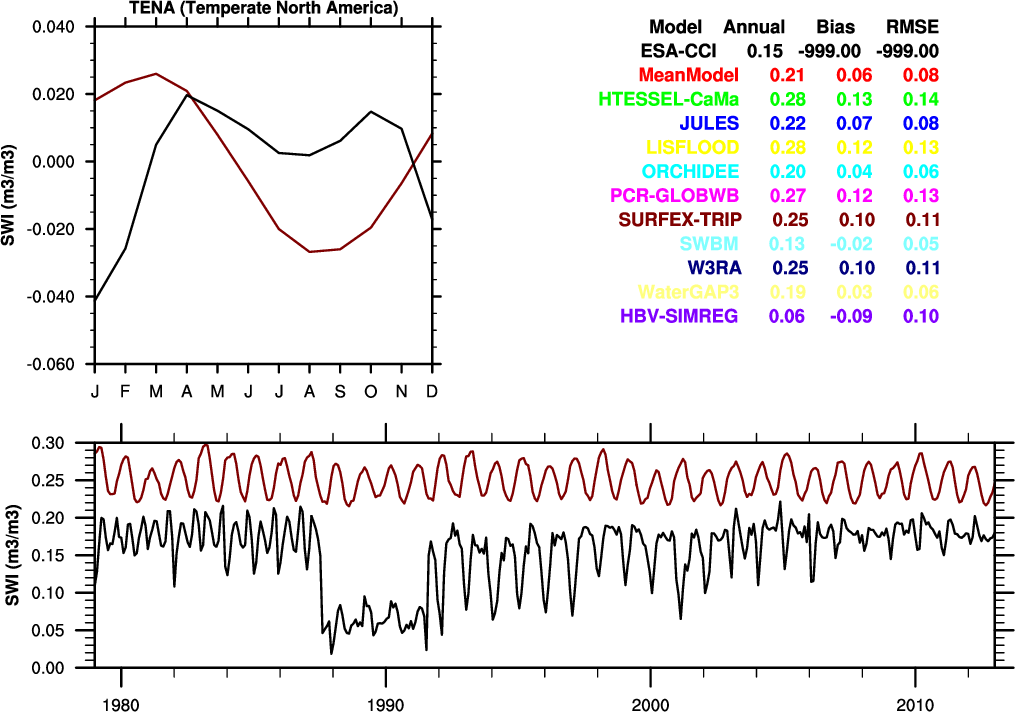 TENA (Temperate North America)
Model Annual Bias RMSE
ESA-CCI 0.15 -999.00 -999.00
MeanModel 0.21 0.06 0.08
HTESSEL-CaMa 0.28 0.13 0.14
JULES 0.22 0.07 0.08
LISFLOOD 0.28 0.12 0.13
ORCHIDEE 0.20 0.04 0.06
PCR-GLOBWB 0.27 0.12 0.13
SURFEX-TRIP 0.25 0.10 0.11
SWBM 0.13 -0.02 0.05
W3RA 0.25 0.10 0.11
WaterGAP3 0.19 0.03 0.06
HBV-SIMREG 0.06 -0.09 0.10
SWI (m3/m3)
0.040
0.020
0.000
-0.020
-0.040
-0.060
J F M A M J J A S O N D
SWI (m3/m3)
0.30
0.25
0.20
0.15
0.10
0.05
0.00
1980 1990 2000 2010